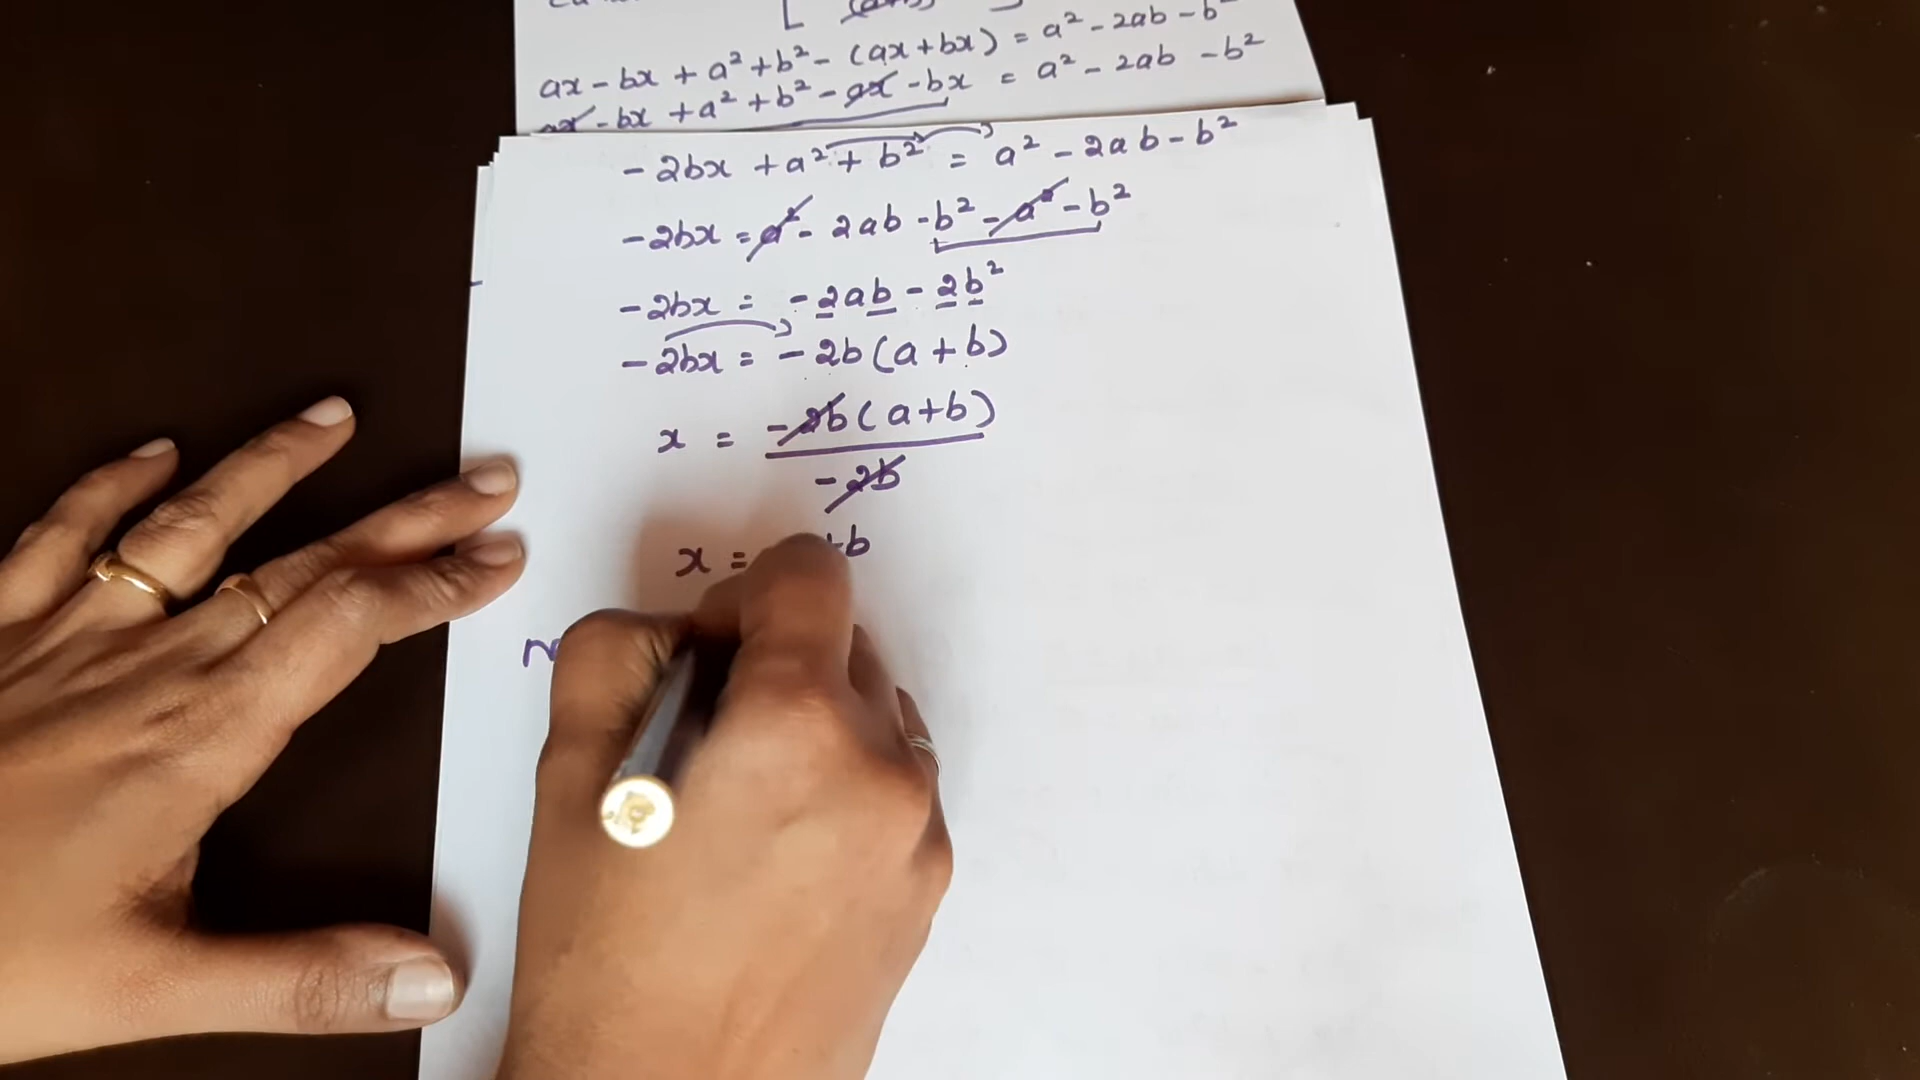 ax - bx + a² + b² - (ax + bx) = a² - 2ab - b²
ax - bx + a² + b² - ax - bx = a² - 2ab - b²
- 2bx + a² + b² = a² - 2ab - b²
- 2bx = a² - 2ab - b² - a² - b²
- 2bx = - 2ab - 2b²
- 2bx = - 2b (a + b)
x = -2b (a+b)
- 2b
x = +b